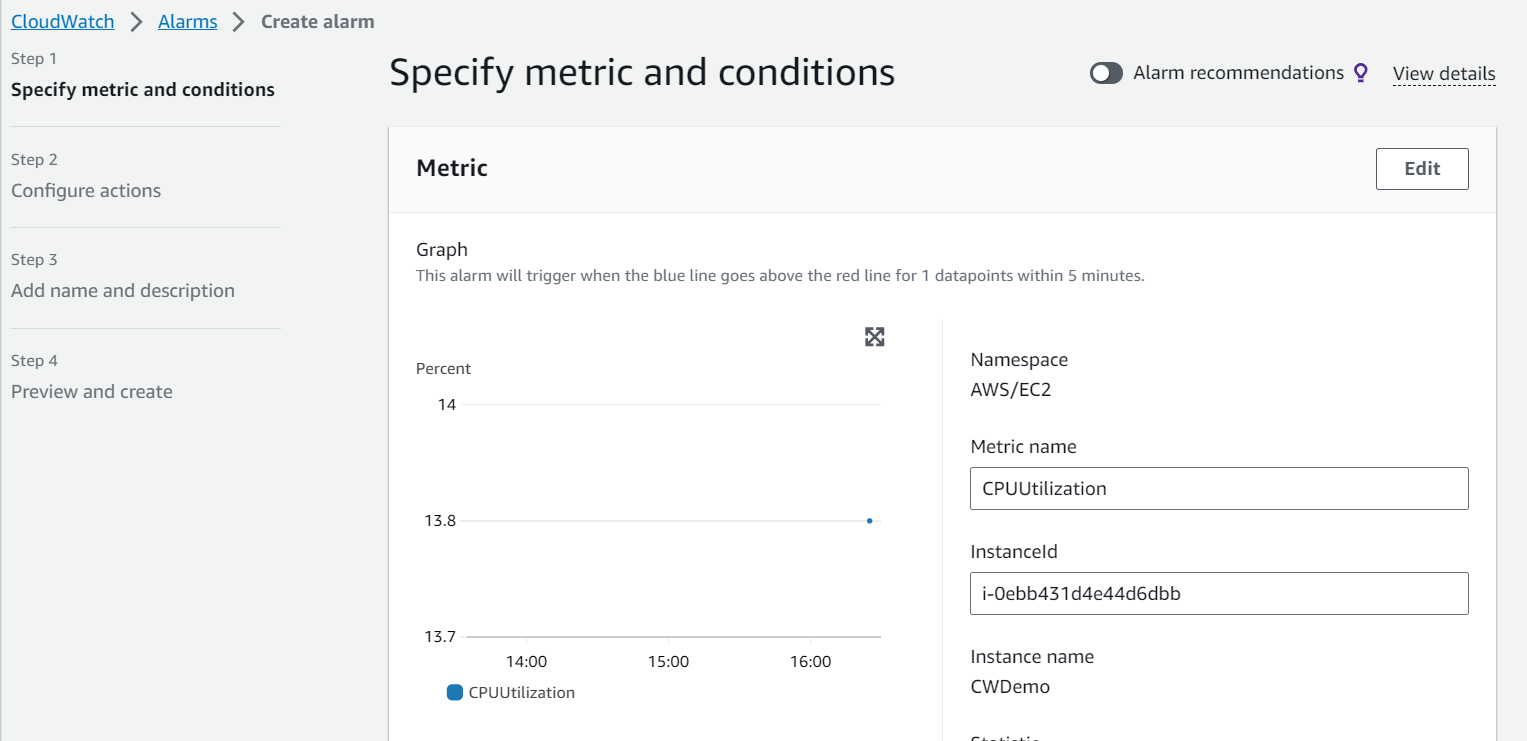 CloudWatch > Alarms > Create alarm
Step 1
Specify metric and conditions
Step 2
Configure actions
Step 3
Add name and description
Step 4
Preview and create
Specify metric and conditions
Alarm recommendations View details
Metric
Edit
Graph
This alarm will trigger when the blue line goes above the red line for 1 datapoints within 5 minutes.
Percent
14
13.8
13.7
14:00 15:00 16:00
CPUUtilization
Namespace
AWS/EC2
Metric name
CPUUtilization
InstanceId
i-0ebb431d4e44d6dbb
Instance name
CWDemo